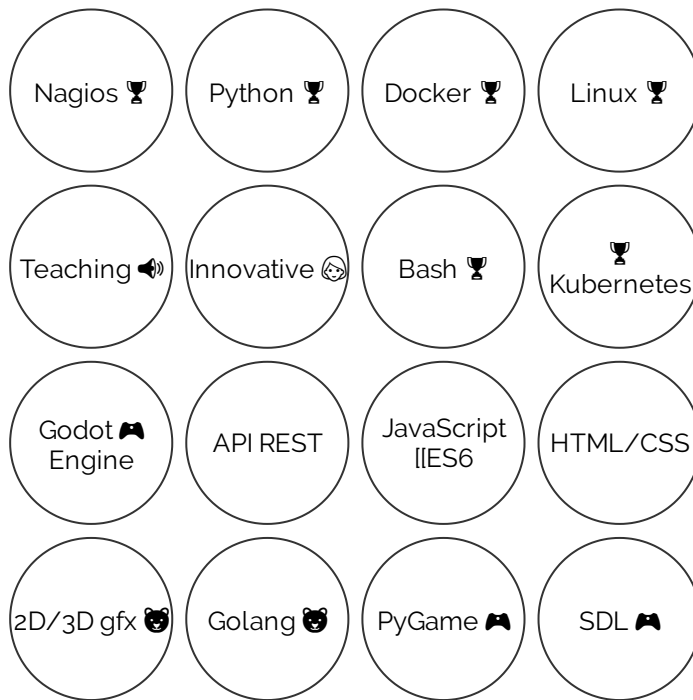 Nagios 🏆
Python 🏆
Docker 🏆
Linux 🏆
Teaching 🔊
Innovative 👩
Bash 🏆
🏆
Kubernetes
Godot 🎮
Engine
API REST
JavaScript
[[ES6
HTML/CSS
2D/3D gfx 🐻
Golang 🐻
PyGame 🎮
SDL 🎮